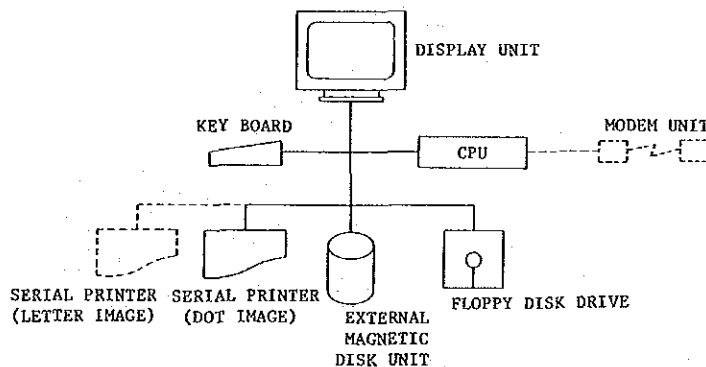 DISPLAY UNIT
KEY BOARD
MODEM UNIT
CPU
SERIAL PRINTER
(LETTER IMAGE)
SERIAL PRINTER
(DOT IMAGE)
EXTERNAL
MAGNETIC
DISK UNIT
FLOPPY DISK DRIVE